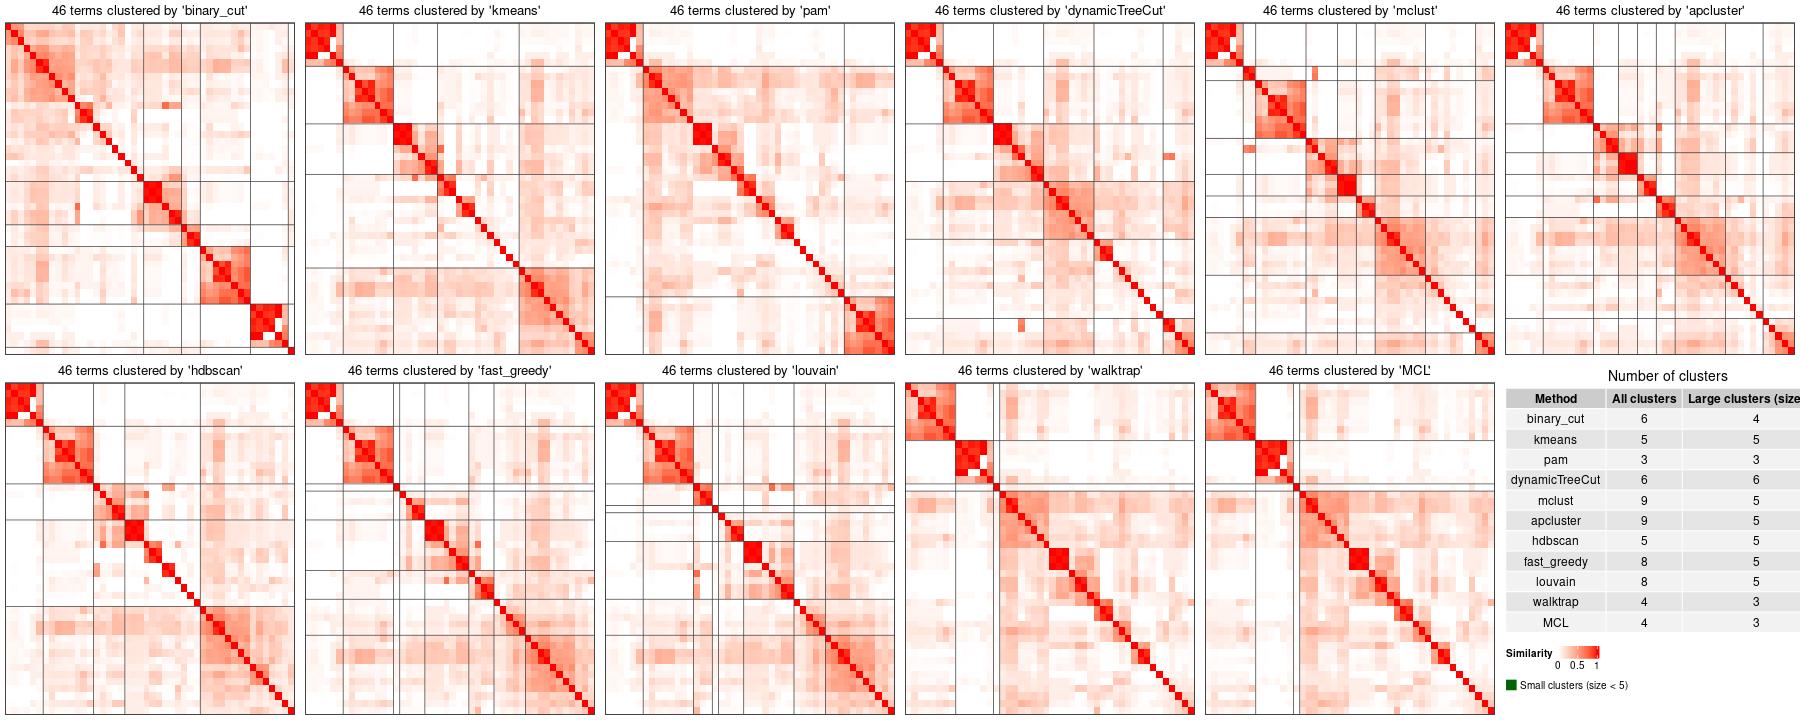 46 terms clustered by 'binary_cut'
46 terms clustered by 'kmeans'
46 terms clustered by 'pam'
46 terms clustered by 'dynamicTreeCut'
46 terms clustered by 'mclust'
46 terms clustered by 'apcluster'
46 terms clustered by 'hdbscan'
46 terms clustered by 'fast_greedy'
46 terms clustered by 'louvain'
46 terms clustered by 'walktrap'
46 terms clustered by 'MCL'
Number of clusters
Method All clusters Large clusters (size
binary_cut 6 4
kmeans 5 5
pam 3 3
dynamicTreeCut 6 6
mclust 9 5
apcluster 9 5
hdbscan 5 5
fast_greedy 8 5
louvain 8 5
walktrap 4 3
MCL 4 3
Similarity
0 0.5 1
Small clusters (size < 5)